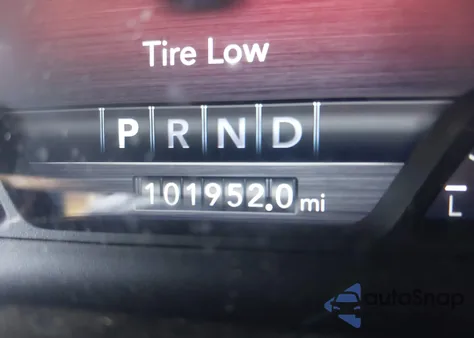 Tire Low
P R N D
101952.0 mi
L
autoSnap